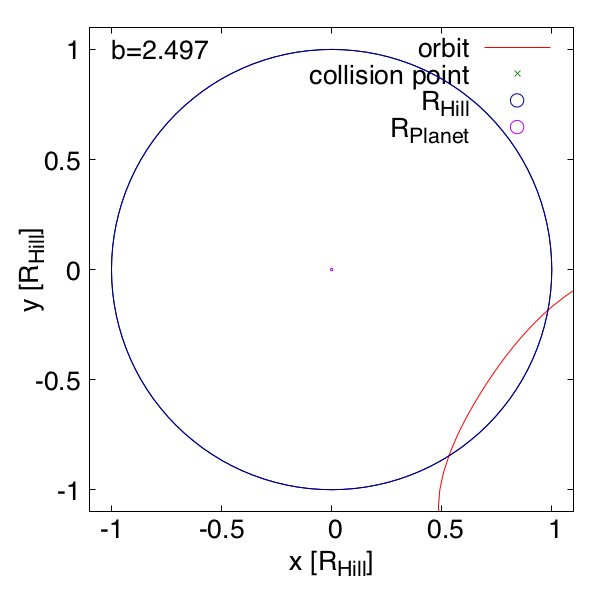 b=2.497
orbit
collision point
R_Hill
R_Planet
1
0.5
0
-0.5
-1
y [R_Hill]
-1 -0.5 0 0.5 1
x [R_Hill]